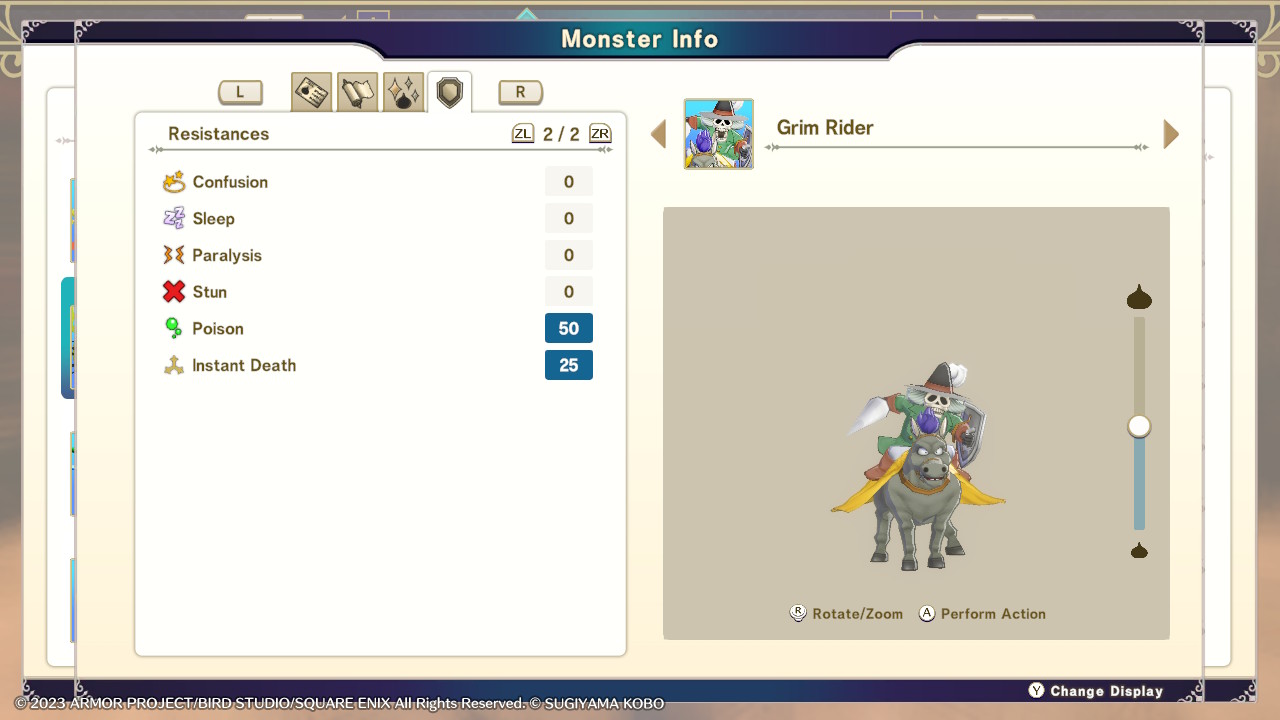 Monster Info
L
R
Resistances
ZL 2 / 2 ZR
Confusion 0
Sleep 0
Paralysis 0
Stun 0
Poison 50
Instant Death 25
Grim Rider
R Rotate/Zoom A Perform Action
Y Change Display
© 2023 ARMOR PROJECT/BIRD STUDIO/SQUARE ENIX All Rights Reserved. © SUGIYAMA KOBO